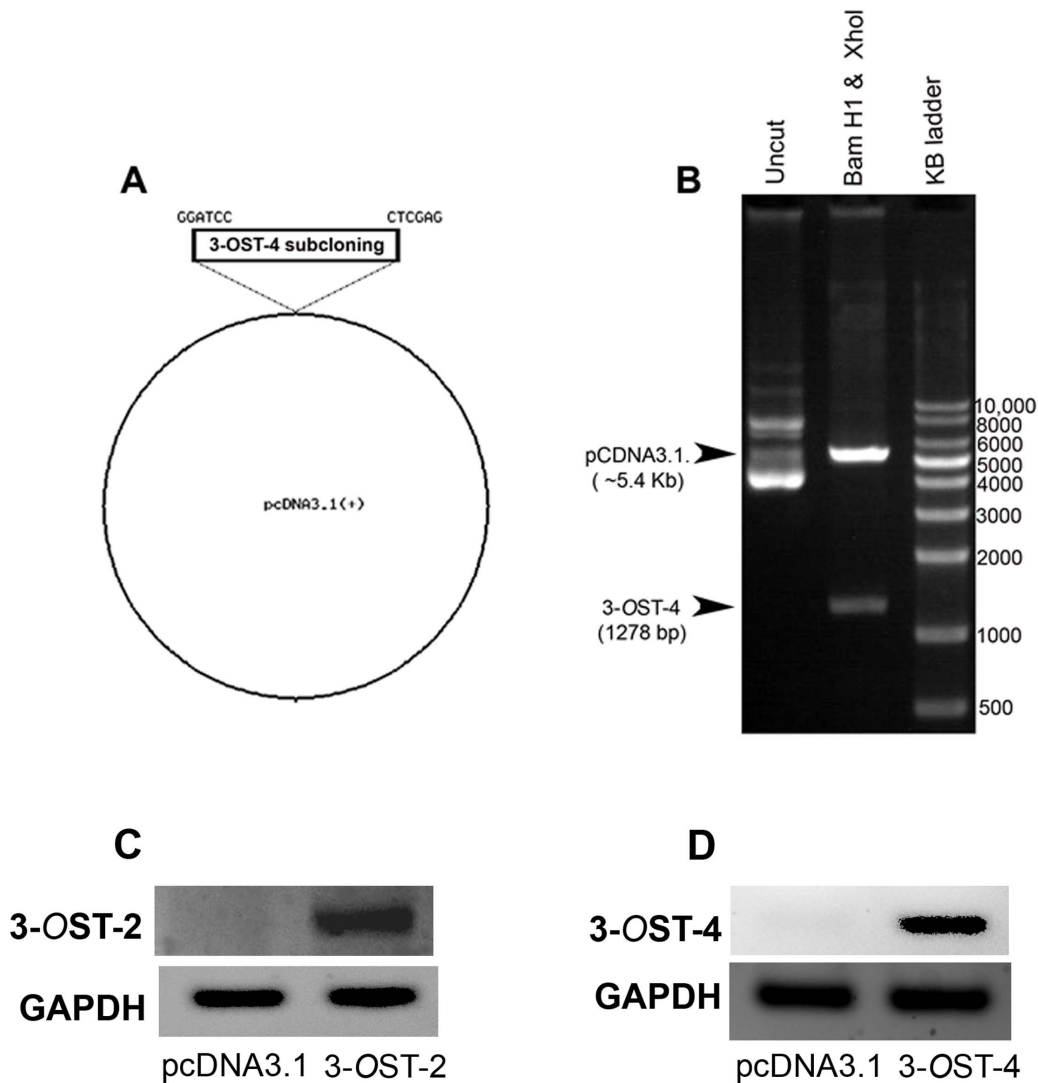 A
GGATCC CTCGAG
3-OST-4 subcloning
pcDNA3.1(+)
B
Uncut
Bam H1 & XhoI
KB ladder
10,000
8000
6000
5000
4000
3000
2000
1000
500
pCDNA3.1.
( ~5.4 Kb)
3-OST-4
(1278 bp)
C
3-OST-2
GAPDH
pcDNA3.1 3-OST-2
D
3-OST-4
GAPDH
pcDNA3.1 3-OST-4